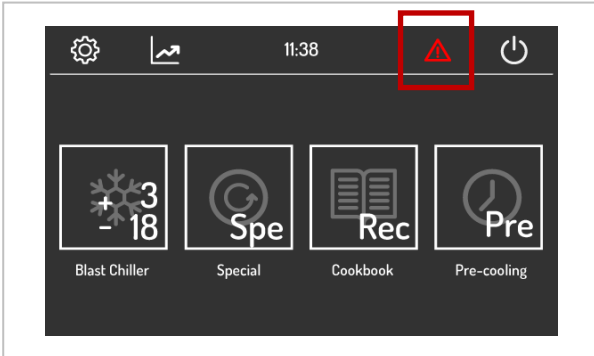 11:38
+ 3
- 18
Spe
Rec
Pre
Blast Chiller
Special
Cookbook
Pre-cooling